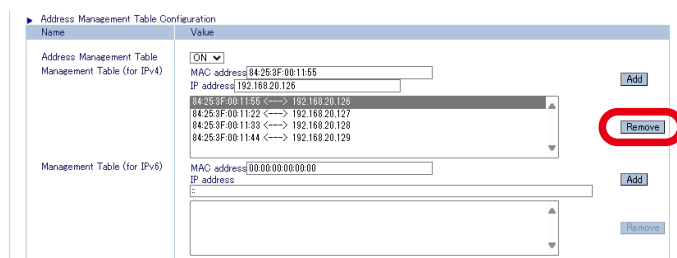 ▶ Address Management Table Configuration
Name Value
Address Management Table ON
Management Table (for IPv4) MAC address 84:25:3F:00:11:55
IP address 192.168.20.126
Add
84:25:3F:00:11:55 <---> 192.168.20.126
84:25:3F:00:11:22 <---> 192.168.20.127
84:25:3F:00:11:33 <---> 192.168.20.128
84:25:3F:00:11:44 <---> 192.168.20.129
Remove
Management Table (for IPv6) MAC address 00:00:00:00:00:00
IP address
Add
::
Remove